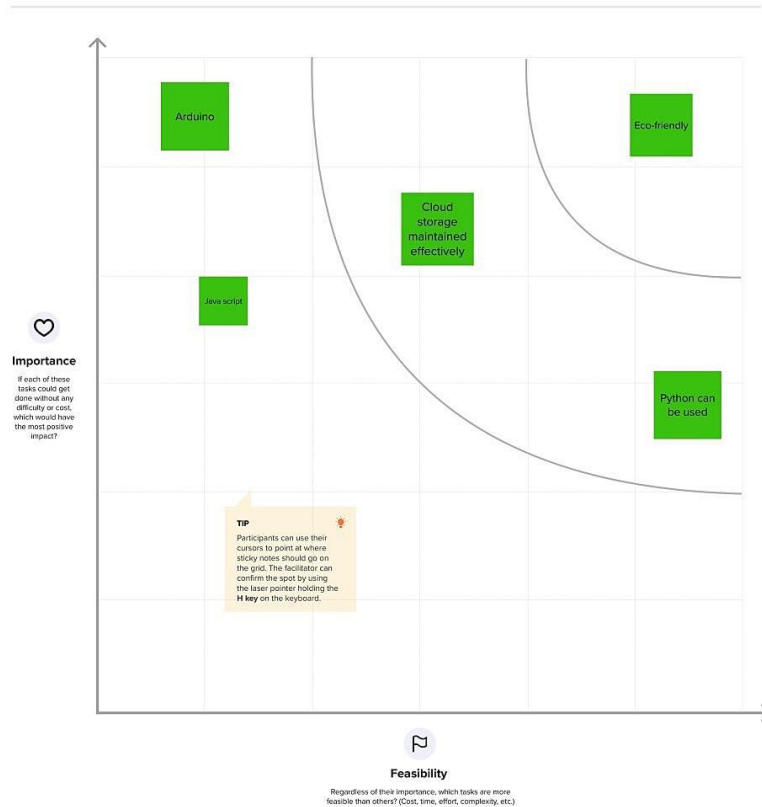 Arduino
Eco-friendly
Cloud
storage
maintained
effectively
Java script
Importance
If each of these
tasks could get
done without any
difficulty or cost,
which would have
the most positive
impact?
Python can
be used
TIP
Participants can use their
cursors to point at where
sticky notes should go on
the grid. The facilitator can
confirm the spot by using
the laser pointer holding the
H key on the keyboard.
Feasibility
Regardless of their importance, which tasks are more
feasible than others? (Cost, time, effort, complexity, etc.)